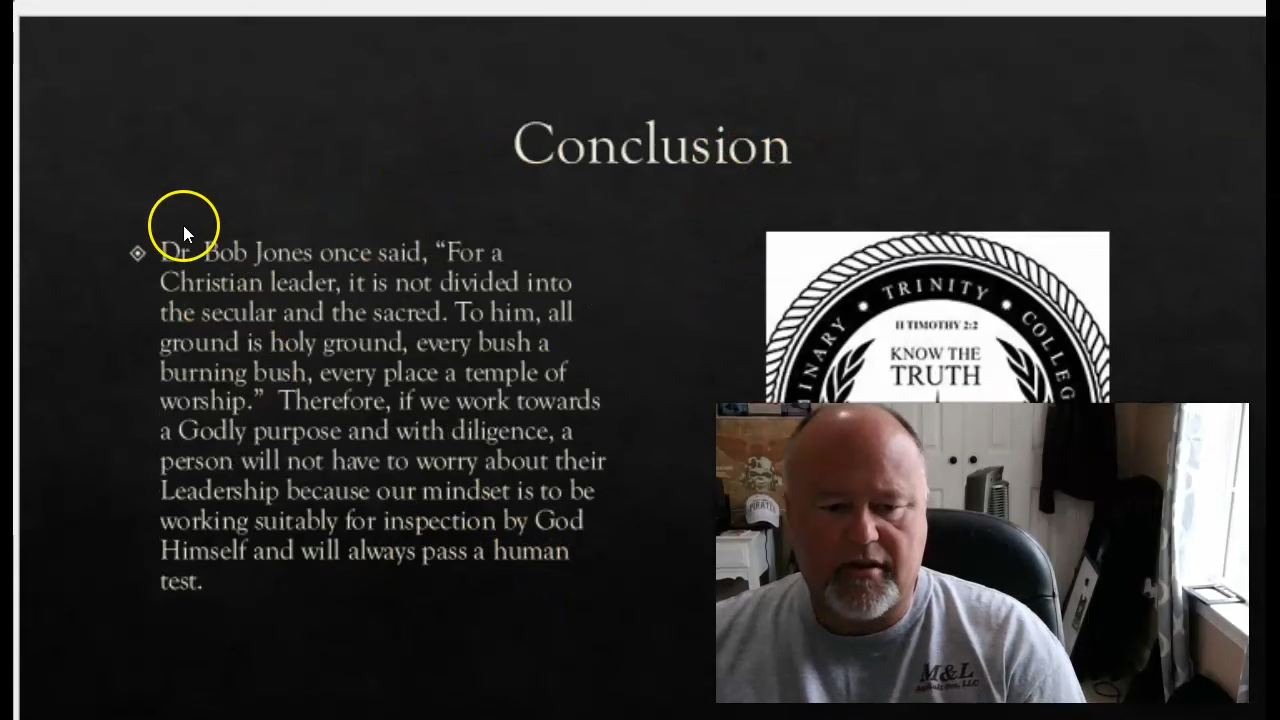 Conclusion
Dr. Bob Jones once said, “For a
Christian leader, it is not divided into
the secular and the sacred. To him, all
ground is holy ground, every bush a
burning bush, every place a temple of
worship.” Therefore, if we work towards
a Godly purpose and with diligence, a
person will not have to worry about their
Leadership because our mindset is to be
working suitably for inspection by God
Himself and will always pass a human
test.
INARY • TRINITY • COLLEG
II TIMOTHY 2:2
KNOW THE
TRUTH
PIRATES
M&L
LLC